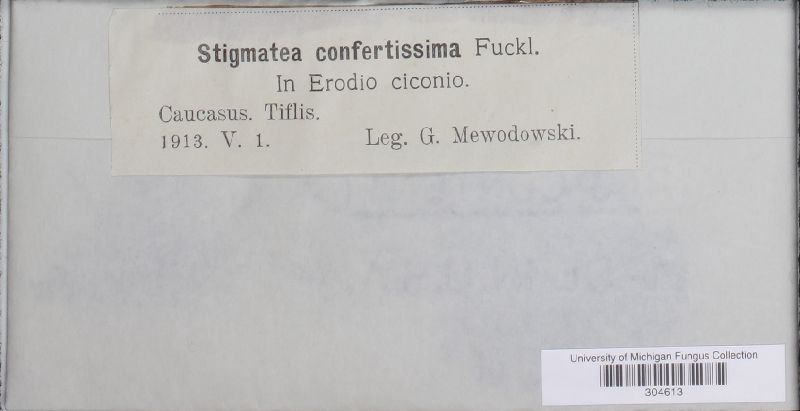 Stigmatea confertissima Fuckl.
In Erodio ciconio.
Caucasus. Tiflis.
1913. V. 1. Leg. G. Mewodowski.
University of Michigan Fungus Collection
304613